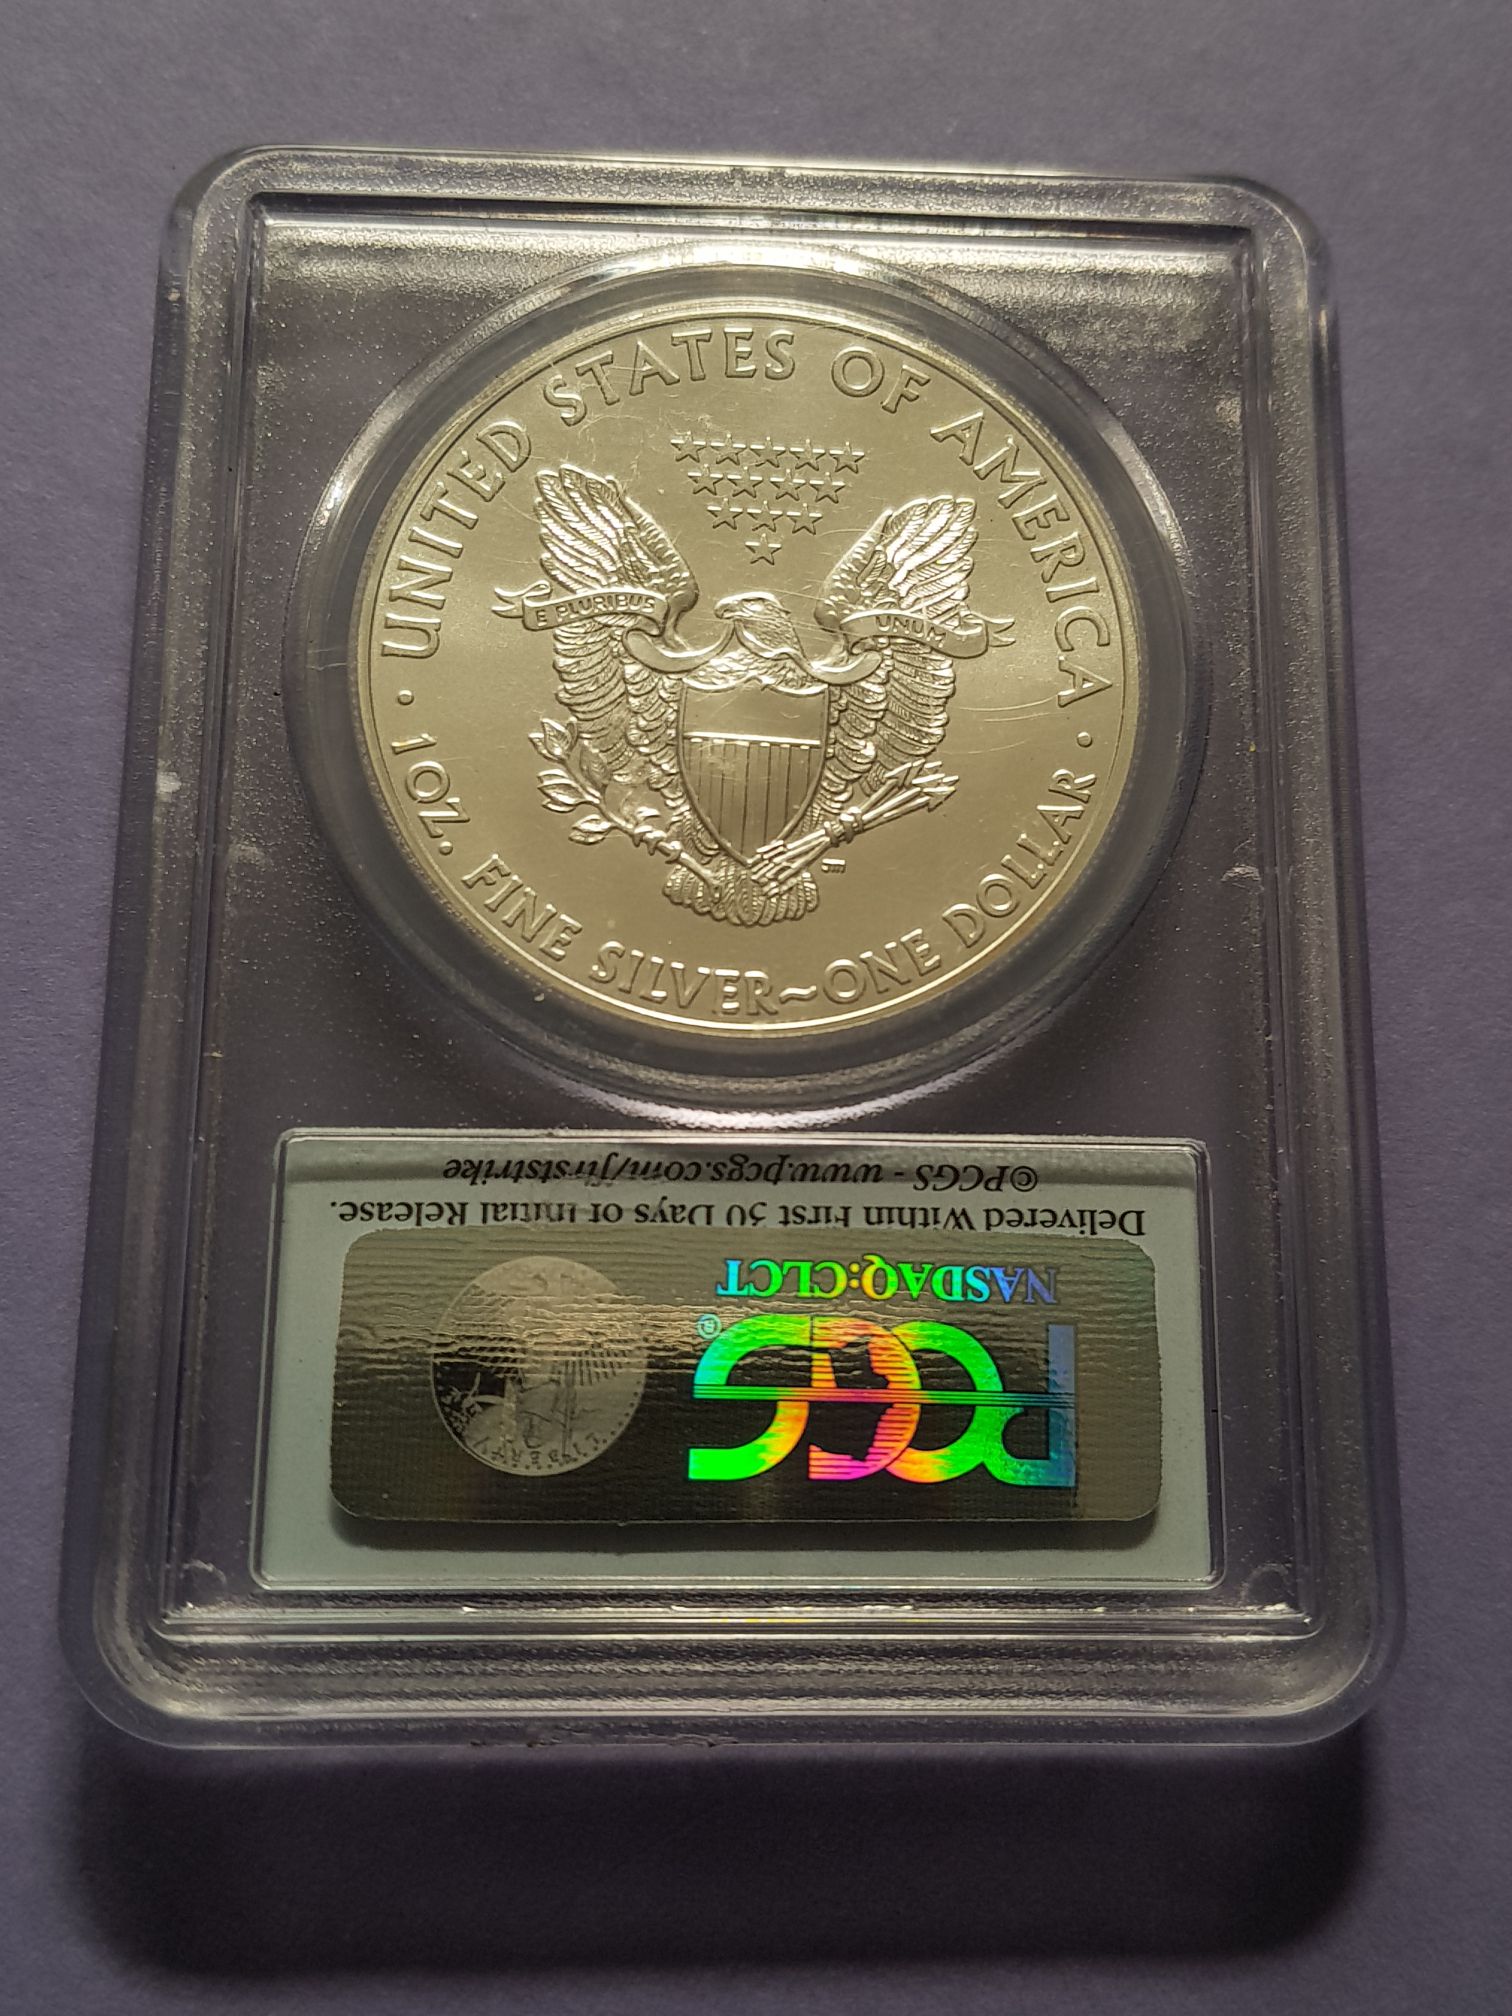 UNITED STATES OF AMERICA
E PLURIBUS UNUM
1 OZ. FINE SILVER~ONE DOLLAR
©PCGS - www.pcgs.com/firststrike
Delivered Within First 30 Days of Initial Release.
NASDAQ:CLCT
PCGS®
LIBERTY